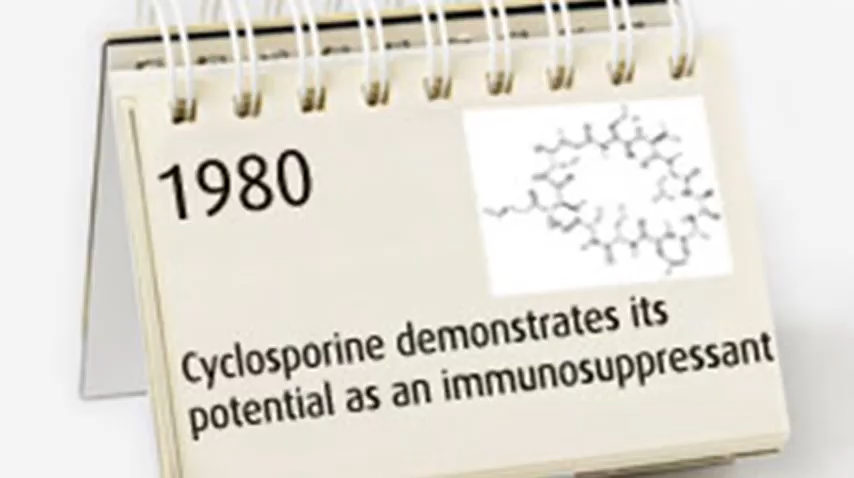 1980
Cyclosporine demonstrates its
potential as an immunosuppressant